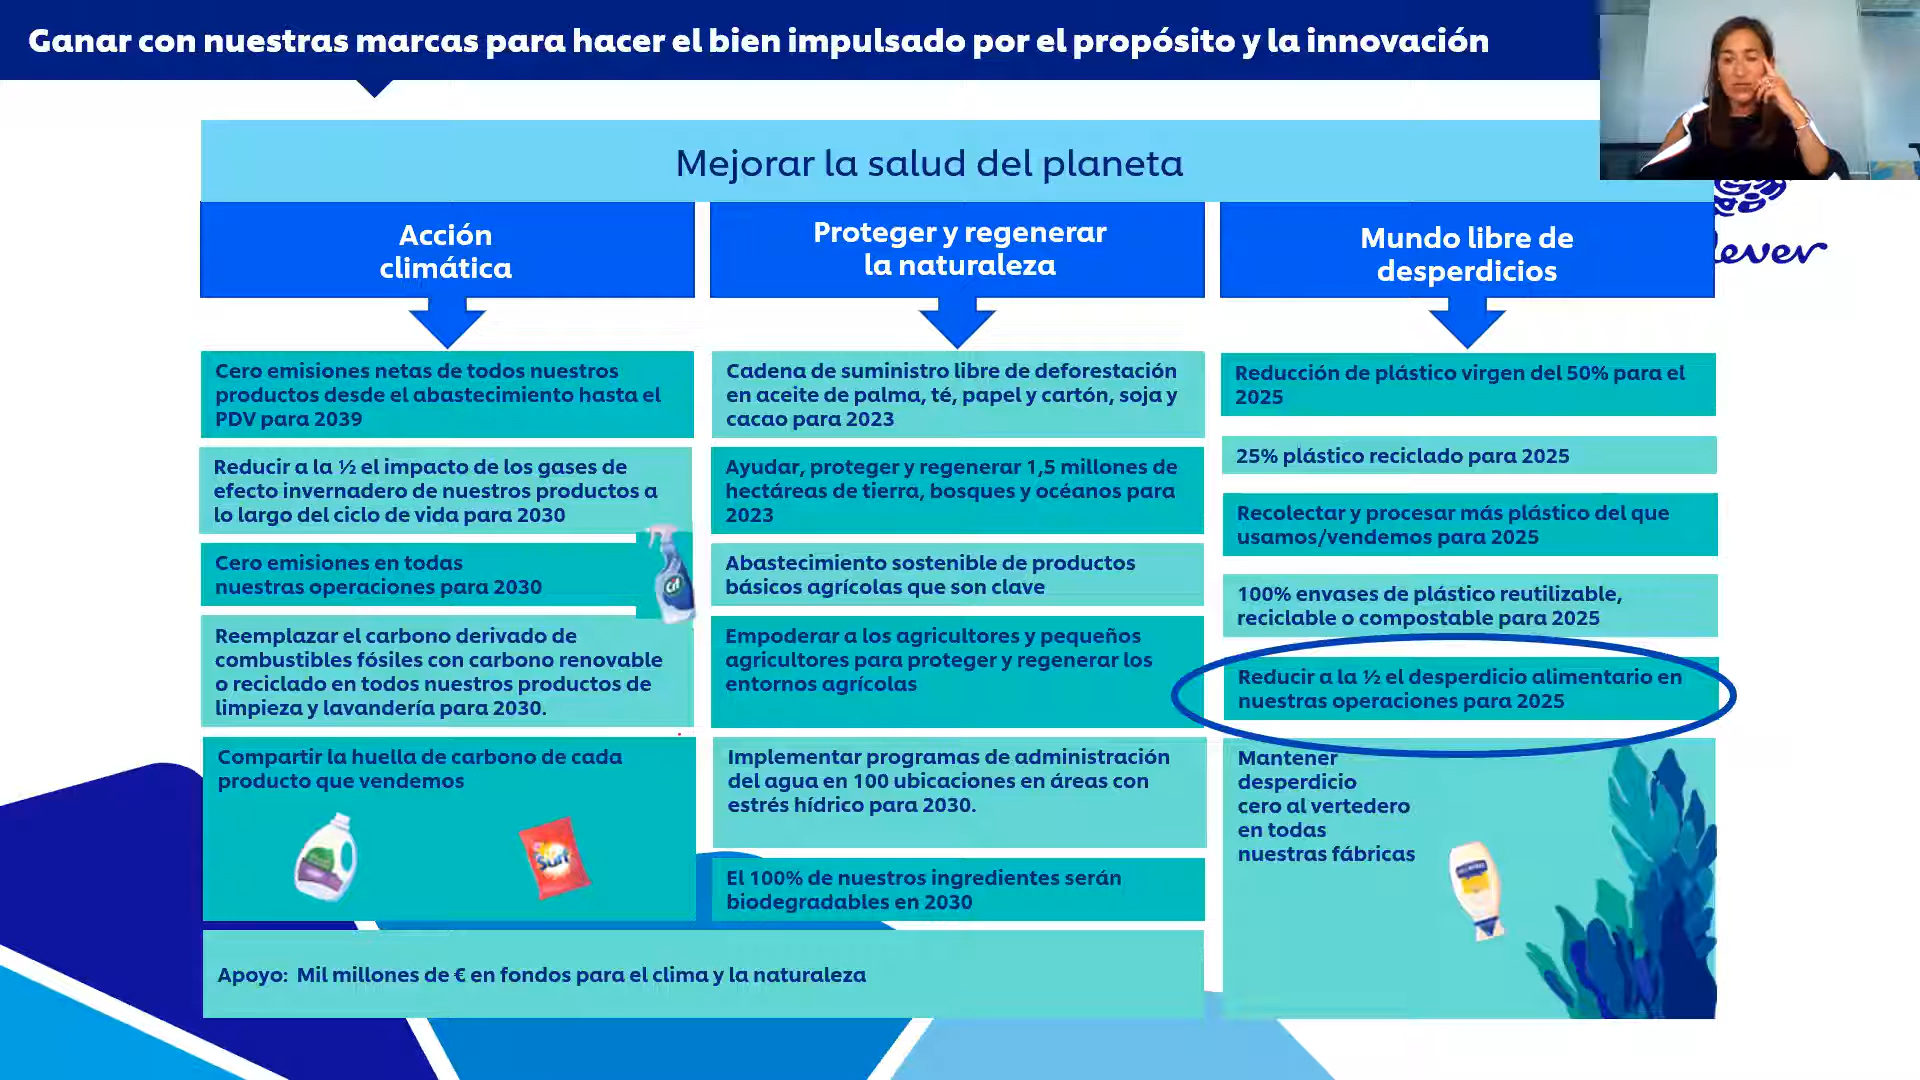 Ganar con nuestras marcas para hacer el bien impulsado por el propósito y la innovación
Mejorar la salud del planeta
lever
Acción
climática
Cero emisiones netas de todos nuestros
productos desde el abastecimiento hasta el
PDV para 2039
Reducir a la ½ el impacto de los gases de
efecto invernadero de nuestros productos a
lo largo del ciclo de vida para 2030
Cero emisiones en todas
nuestras operaciones para 2030
Cif
Reemplazar el carbono derivado de
combustibles fósiles con carbono renovable
o reciclado en todos nuestros productos de
limpieza y lavandería para 2030.
Compartir la huella de carbono de cada
producto que vendemos
Surf
Proteger y regenerar
la naturaleza
Cadena de suministro libre de deforestación
en aceite de palma, té, papel y cartón, soja y
cacao para 2023
Ayudar, proteger y regenerar 1,5 millones de
hectáreas de tierra, bosques y océanos para
2023
Abastecimiento sostenible de productos
básicos agrícolas que son clave
Empoderar a los agricultores y pequeños
agricultores para proteger y regenerar los
entornos agrícolas
Implementar programas de administración
del agua en 100 ubicaciones en áreas con
estrés hídrico para 2030.
El 100% de nuestros ingredientes serán
biodegradables en 2030
Apoyo: Mil millones de € en fondos para el clima y la naturaleza
Mundo libre de
desperdicios
Reducción de plástico virgen del 50% para el
2025
25% plástico reciclado para 2025
Recolectar y procesar más plástico del que
usamos/vendemos para 2025
100% envases de plástico reutilizable,
reciclable o compostable para 2025
Reducir a la ½ el desperdicio alimentario en
nuestras operaciones para 2025
Mantener
desperdicio
cero al vertedero
en todas
nuestras fábricas